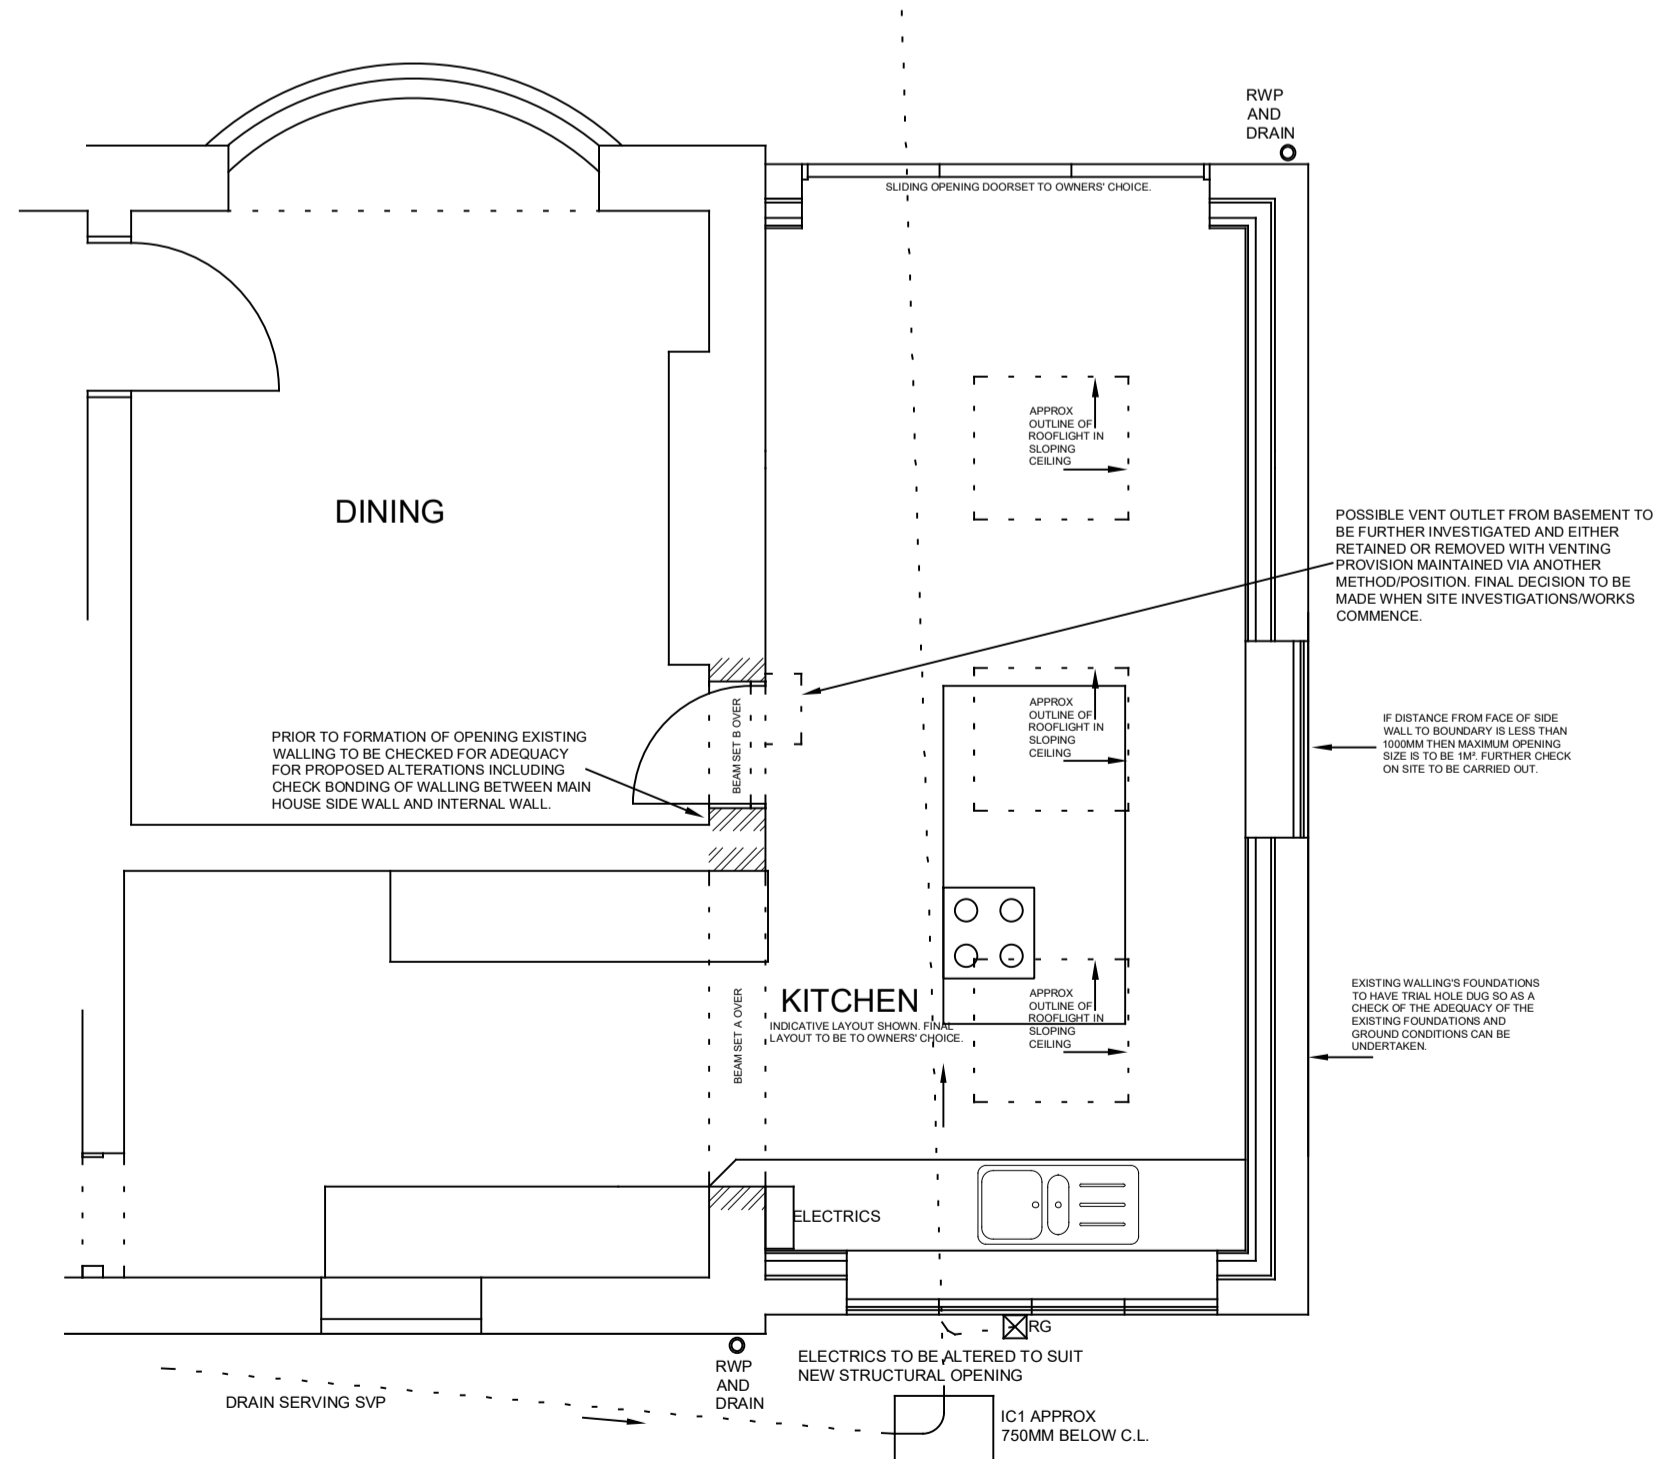 RWP
AND
DRAIN
SLIDING OPENING DOORSET TO OWNERS' CHOICE.
APPROX
OUTLINE OF
ROOFLIGHT IN
SLOPING
CEILING
DINING
POSSIBLE VENT OUTLET FROM BASEMENT TO
BE FURTHER INVESTIGATED AND EITHER
RETAINED OR REMOVED WITH VENTING
PROVISION MAINTAINED VIA ANOTHER
METHOD/POSITION. FINAL DECISION TO BE
MADE WHEN SITE INVESTIGATIONS/WORKS
COMMENCE.
BEAM SET B OVER
APPROX
OUTLINE OF
ROOFLIGHT IN
SLOPING
CEILING
IF DISTANCE FROM FACE OF SIDE
WALL TO BOUNDARY IS LESS THAN
1000MM THEN MAXIMUM OPENING
SIZE IS TO BE 1M². FURTHER CHECK
ON SITE TO BE CARRIED OUT.
PRIOR TO FORMATION OF OPENING EXISTING
WALLING TO BE CHECKED FOR ADEQUACY
FOR PROPOSED ALTERATIONS INCLUDING
CHECK BONDING OF WALLING BETWEEN MAIN
HOUSE SIDE WALL AND INTERNAL WALL.
BEAM SET A OVER
KITCHEN
INDICATIVE LAYOUT SHOWN. FINAL
LAYOUT TO BE TO OWNERS' CHOICE.
APPROX
OUTLINE OF
ROOFLIGHT IN
SLOPING
CEILING
EXISTING WALLING'S FOUNDATIONS
TO HAVE TRIAL HOLE DUG SO AS A
CHECK OF THE ADEQUACY OF THE
EXISTING FOUNDATIONS AND
GROUND CONDITIONS CAN BE
UNDERTAKEN.
ELECTRICS
RG
RWP
AND
DRAIN
ELECTRICS TO BE ALTERED TO SUIT
NEW STRUCTURAL OPENING
DRAIN SERVING SVP
IC1 APPROX
750MM BELOW C.L.